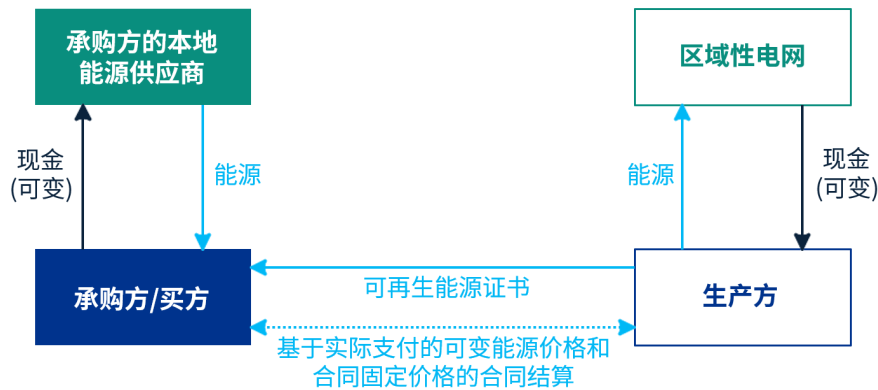 承购方的本地
能源供应商
区域性电网
现金
(可变)
能源
能源
现金
(可变)
承购方/买方
可再生能源证书
生产方
基于实际支付的可变能源价格和
合同固定价格的合同结算